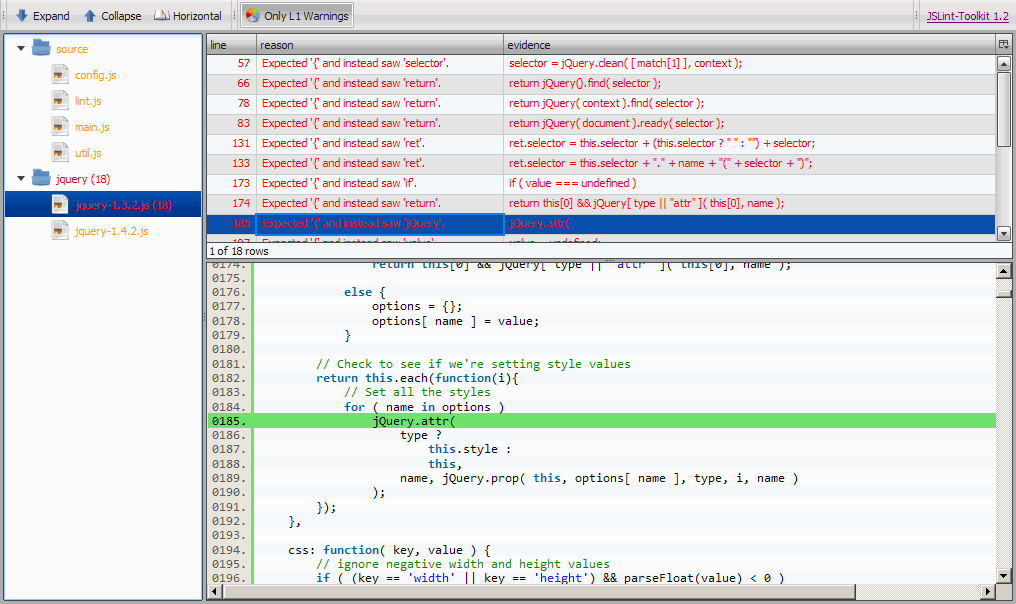 Expand Collapse Horizontal Only L1 Warnings JSLint-Toolkit 1.2
source
config.js
lint.js
main.js
util.js
jquery (18)
jquery-1.3.2.js (18)
jquery-1.4.2.js
line reason evidence
57 Expected '{' and instead saw 'selector'. selector = jQuery.clean( [ match[1] ], context );
66 Expected '{' and instead saw 'return'. return jQuery().find( selector );
78 Expected '{' and instead saw 'return'. return jQuery( context ).find( selector );
83 Expected '{' and instead saw 'return'. return jQuery( document ).ready( selector );
131 Expected '{' and instead saw 'ret'. ret.selector = this.selector + (this.selector ? " " : "") + selector;
133 Expected '{' and instead saw 'ret'. ret.selector = this.selector + "." + name + "(" + selector + ")";
173 Expected '{' and instead saw 'if'. if ( value === undefined )
174 Expected '{' and instead saw 'return'. return this[0] && jQuery[ type || "attr" ]( this[0], name );
185 Expected '{' and instead saw 'jQuery'. jQuery.attr(
197 Expected '{' and instead saw 'value'. value = undefined;
1 of 18 rows
0174. return this[0] && jQuery[ type || "attr" ]( this[0], name );
0175.
0176. else {
0177. options = {};
0178. options[ name ] = value;
0179. }
0180.
0181. // Check to see if we're setting style values
0182. return this.each(function(i){
0183. // Set all the styles
0184. for ( name in options )
0185. jQuery.attr(
0186. type ?
0187. this.style :
0188. this,
0189. name, jQuery.prop( this, options[ name ], type, i, name )
0190. );
0191. });
0192. },
0193.
0194. css: function( key, value ) {
0195. // ignore negative width and height values
0196. if ( (key == 'width' || key == 'height') && parseFloat(value) < 0 )